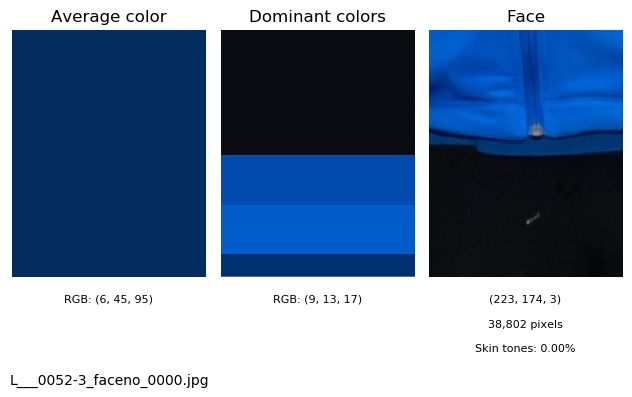 Average color
Dominant colors
Face
RGB: (6, 45, 95)
RGB: (9, 13, 17)
(223, 174, 3)
38,802 pixels
Skin tones: 0.00%
L___0052-3_faceno_0000.jpg